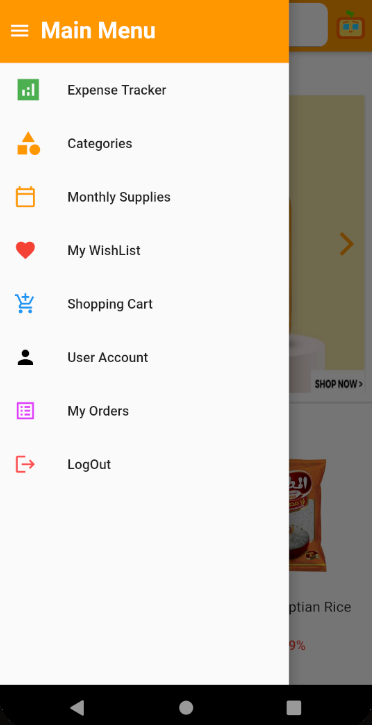 Main Menu
Expense Tracker
Categories
Monthly Supplies
My WishList
Shopping Cart
User Account
My Orders
LogOut
SHOP NOW >
ptian Rice
9%